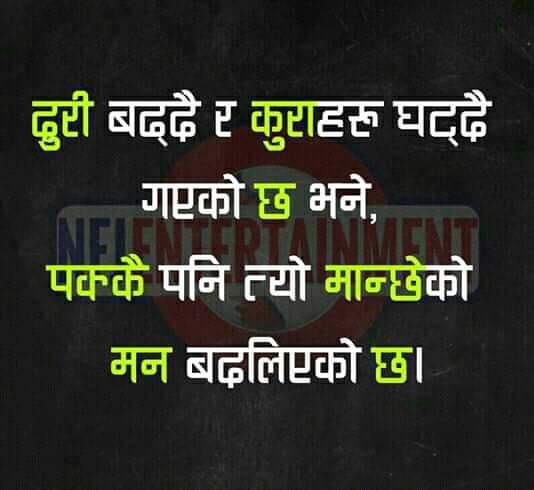 दुरी बढ्दै र कुराहरू घट्दै
गएको छ भने,
पक्कै पनि त्यो मान्छेको
मन बदलिएको छ।
NEI ENTERTAINMENT